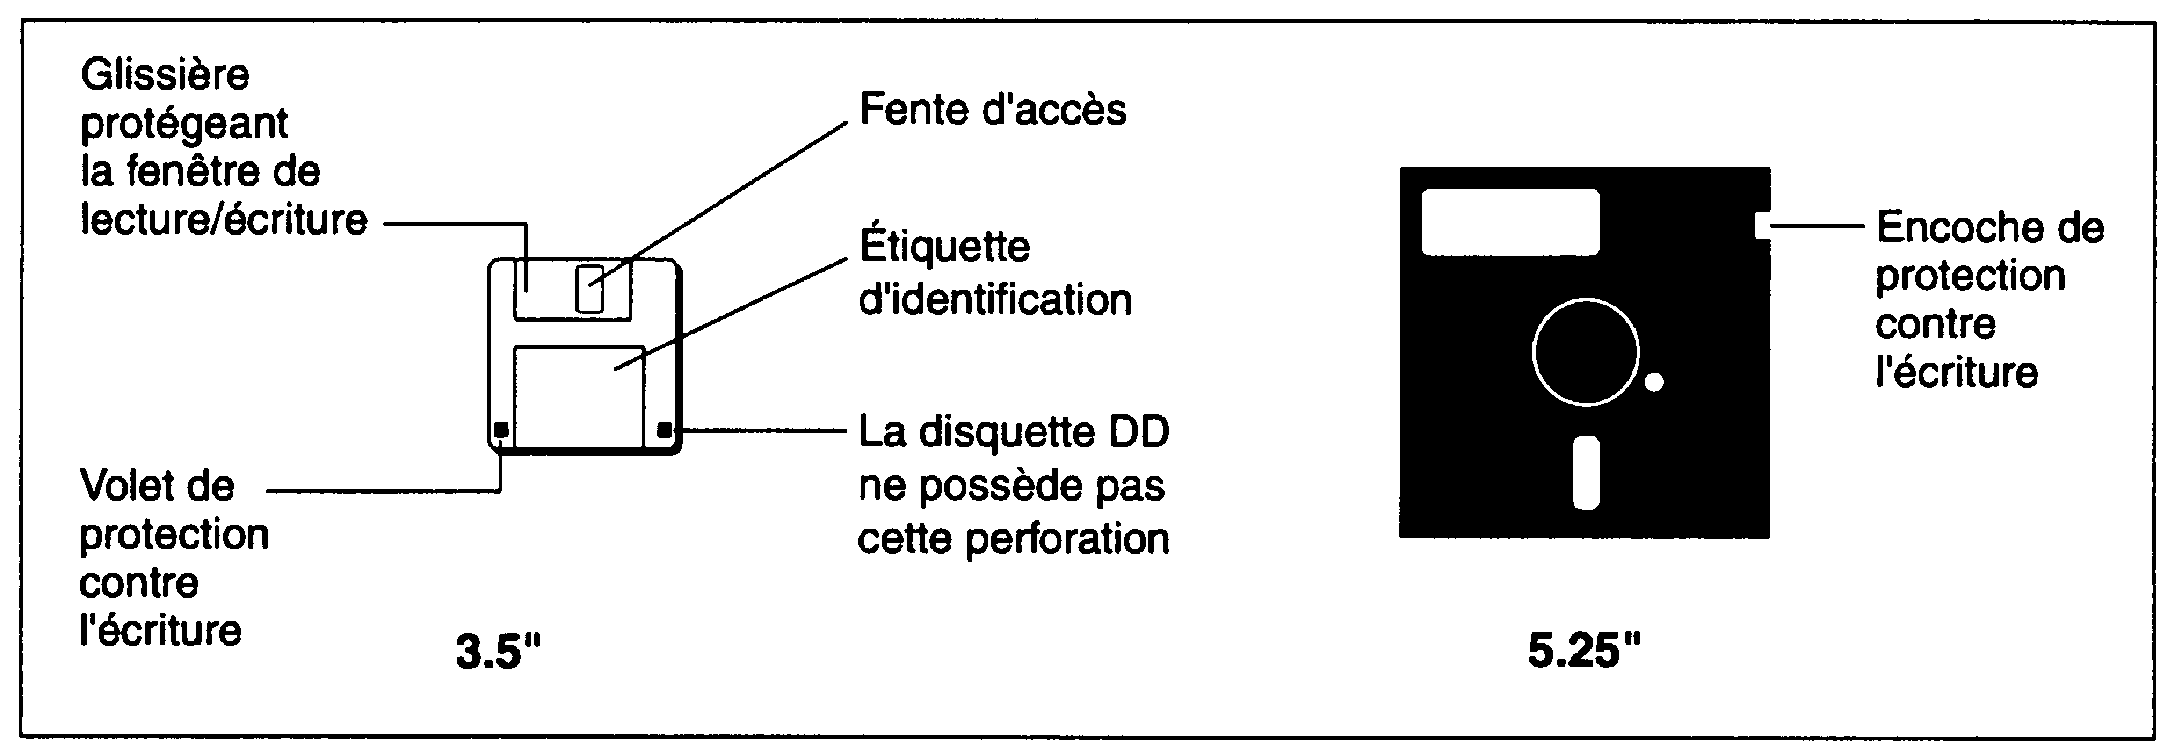 Glissière
protégeant
la fenêtre de
lecture/écriture
Fente d'accès
Étiquette
d'identification
La disquette DD
ne possède pas
cette perforation
Volet de
protection
contre
l'écriture
3.5"
Encoche de
protection
contre
l'écriture
5.25"